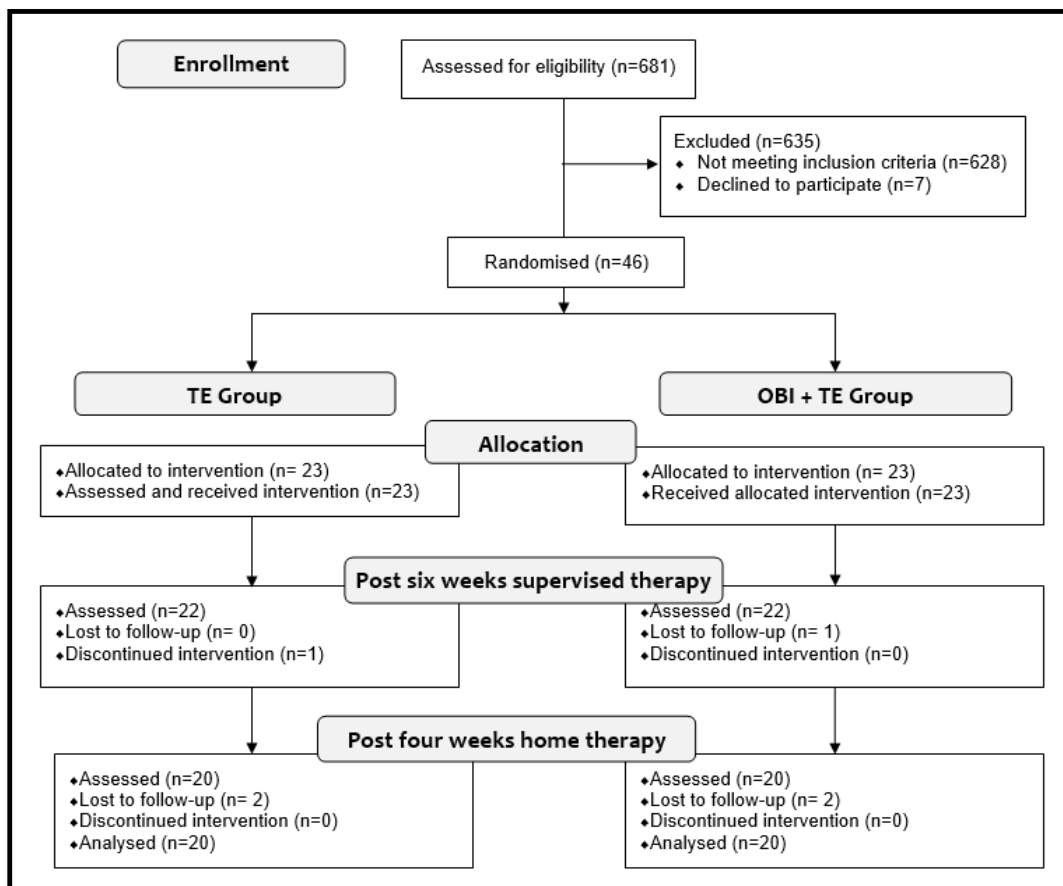 Enrollment
Assessed for eligibility (n=681)
Excluded (n=635)
◆ Not meeting inclusion criteria (n=628)
◆ Declined to participate (n=7)
Randomised (n=46)
TE Group
OBI + TE Group
Allocation
◆Allocated to intervention (n= 23)
◆Assessed and received intervention (n=23)
◆Allocated to intervention (n= 23)
◆Received allocated intervention (n=23)
Post six weeks supervised therapy
◆Assessed (n=22)
◆Lost to follow-up (n= 0)
◆Discontinued intervention (n=1)
◆Assessed (n=22)
◆Lost to follow-up (n= 1)
◆Discontinued intervention (n=0)
Post four weeks home therapy
◆Assessed (n=20)
◆Lost to follow-up (n= 2)
◆Discontinued intervention (n=0)
◆Analysed (n=20)
◆Assessed (n=20)
◆Lost to follow-up (n= 2)
◆Discontinued intervention (n=0)
◆Analysed (n=20)